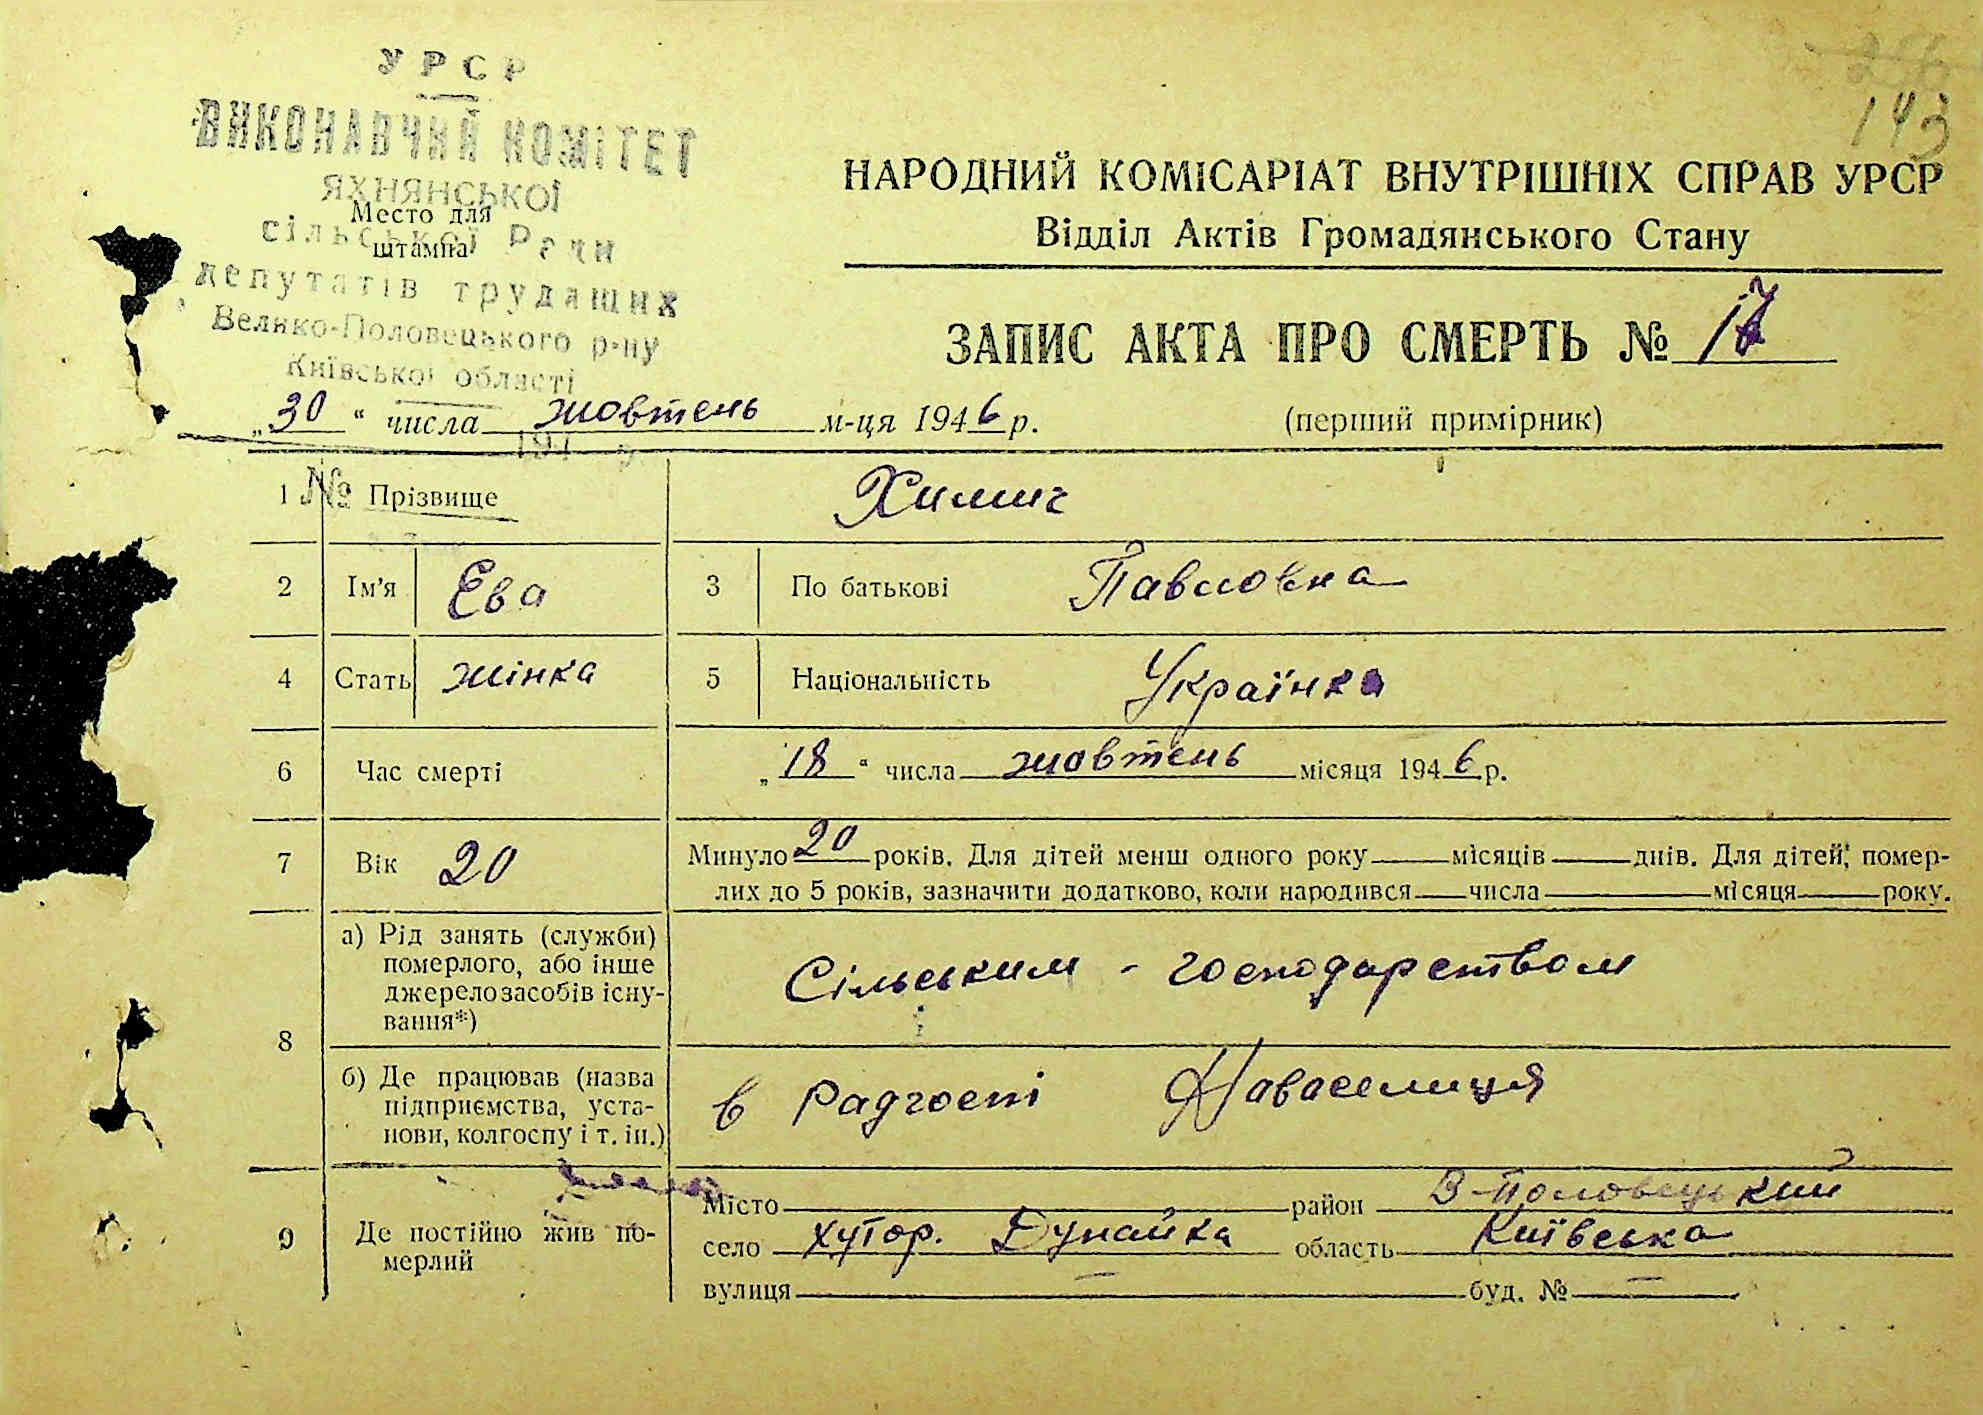 256
143
УРСР
ВИКОНАВЧИЙ КОМІТЕТ
ЯХНЯНСЬКОЇ
Место для
штампа
сільської Ради
депутатів трудящих
Велико-Половецького р-ну
Київської області
194 р
№
НАРОДНИЙ КОМІСАРІАТ ВНУТРІШНІХ СПРАВ УРСР
Відділ Актів Громадянського Стану
ЗАПИС АКТА ПРО СМЕРТЬ № 17
„30“ числа жовтень м-ця 1946 р.
(перший примірник)
1 Прізвище Химич
2 Ім'я Ева 3 По батькові Павловна
4 Стать жінка 5 Національність Українка
6 Час смерті „18“ числа жовтень місяця 1946 р.
7 Вік 20 Минуло 20 років. Для дітей менш одного року — місяців — днів. Для дітей, помер-
лих до 5 років, зазначити додатково, коли народився — числа — місяця — року.
8 а) Рід занять (служби)
померлого, або інше
джерело засобів існу-
вання*)
Сільським - господарством
б) Де працював (назва
підприємства, уста-
нови, колгоспу і т. ін.)
в Радгоспі Наваселиця
9 Де постійно жив по-
мерлий
Місто район В-Половецький
село хутор. Дунайка область Київська
вулиця — буд. № —